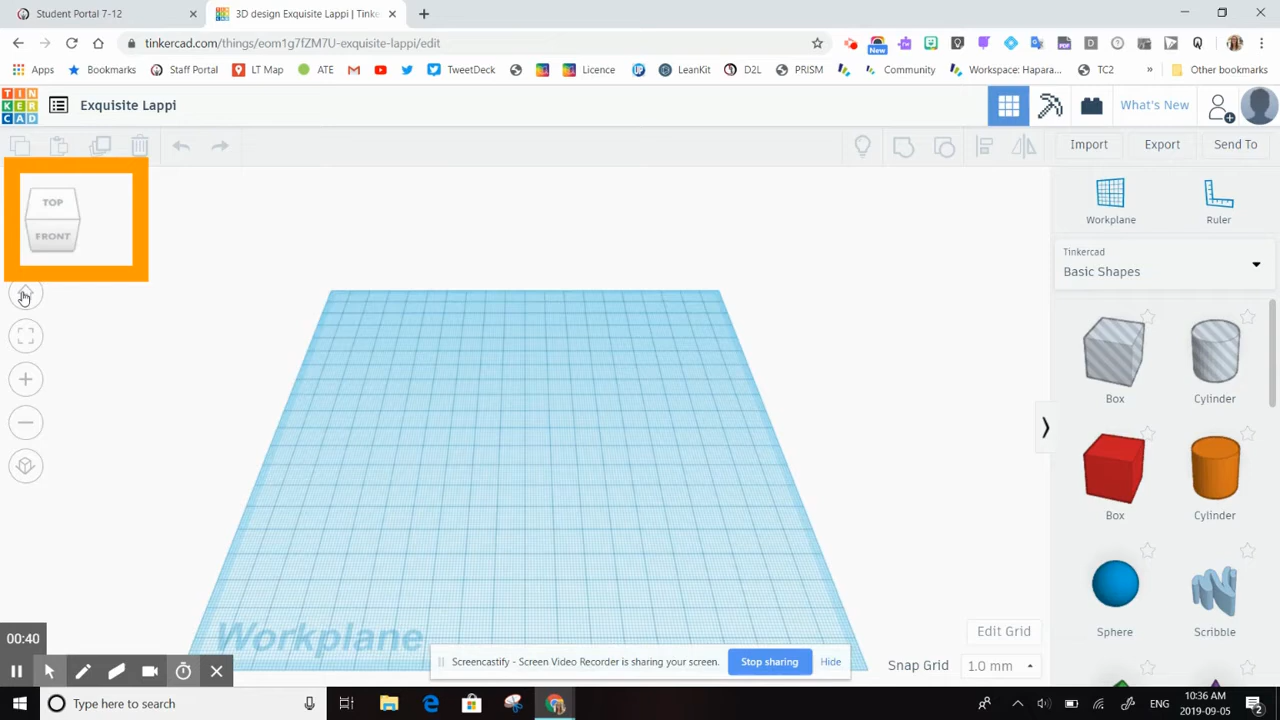 Student Portal 7-12
3D design Exquisite Lappi | Tinke
tinkercad.com/things/eom1g7fZM7U-exquisite-lappi/edit
New
Apps
Bookmarks
Staff Portal
LT Map
ATE
TweetDeck
Licence
LeanKit
D2L
PRISM
Community
Workspace: Hapara...
TC2
»
Other bookmarks
TIN
KER
CAD
Exquisite Lappi
What's New
Import
Export
Send To
TOP
FRONT
Workplane
Ruler
Tinkercad
Basic Shapes
Box
Cylinder
Box
Cylinder
Sphere
Scribble
Workplane
Edit Grid
Snap Grid
1.0 mm
00:40
Screencastify - Screen Video Recorder is sharing your screen.
Stop sharing
Hide
Type here to search
ENG
10:36 AM
2019-09-05
2